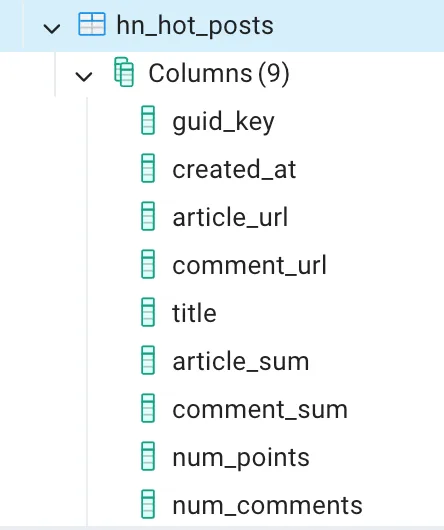 hn_hot_posts
Columns (9)
guid_key
created_at
article_url
comment_url
title
article_sum
comment_sum
num_points
num_comments